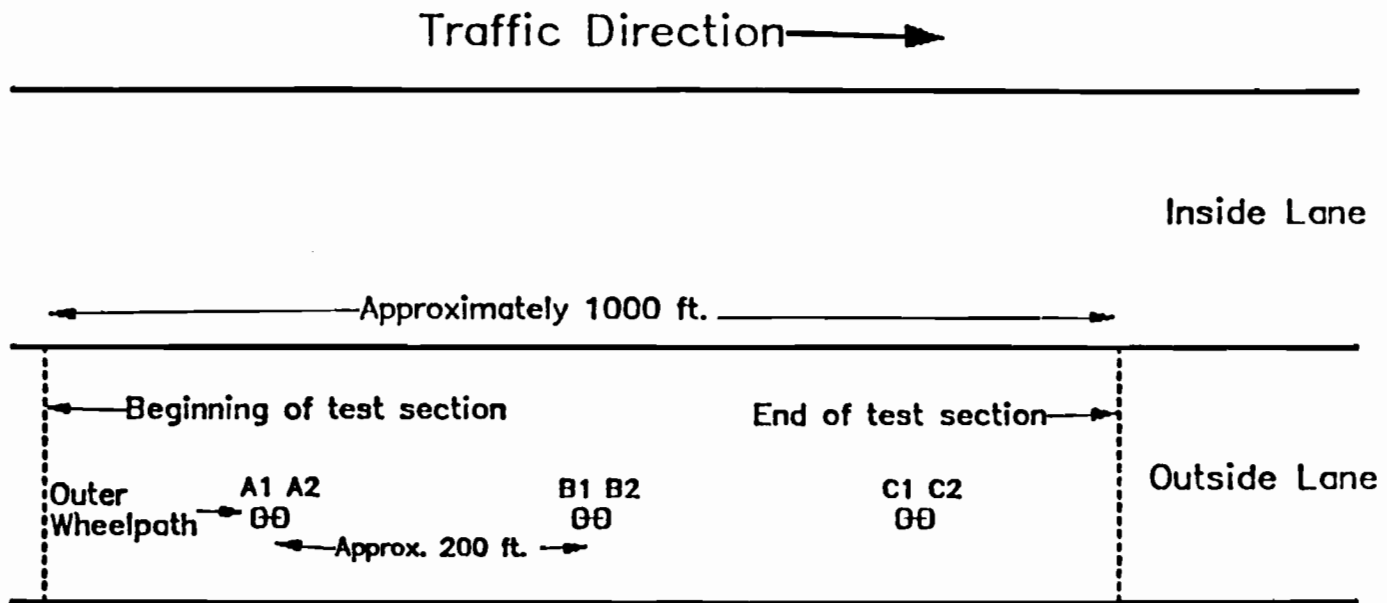 Traffic Direction
Inside Lane
Approximately 1000 ft.
Beginning of test section
End of test section
Outer
Wheelpath
A1 A2
B1 B2
C1 C2
Outside Lane
Approx. 200 ft.